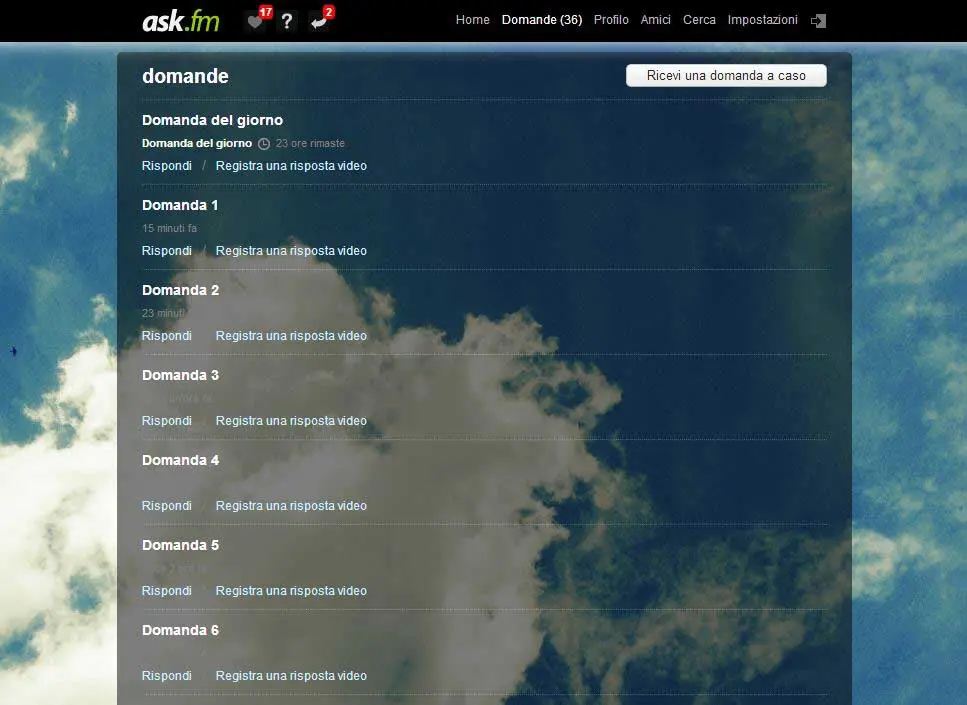 ask.fm 17 ? 2 Home Domande (36) Profilo Amici Cerca Impostazioni
domande Ricevi una domanda a caso
Domanda del giorno
Domanda del giorno 23 ore rimaste
Rispondi / Registra una risposta video
Domanda 1
15 minuti fa
Rispondi / Registra una risposta video
Domanda 2
23 minuti
Rispondi Registra una risposta video
Domanda 3
Rispondi Registra una risposta video
Domanda 4
Rispondi Registra una risposta video
Domanda 5
Rispondi Registra una risposta video
Domanda 6
Rispondi Registra una risposta video